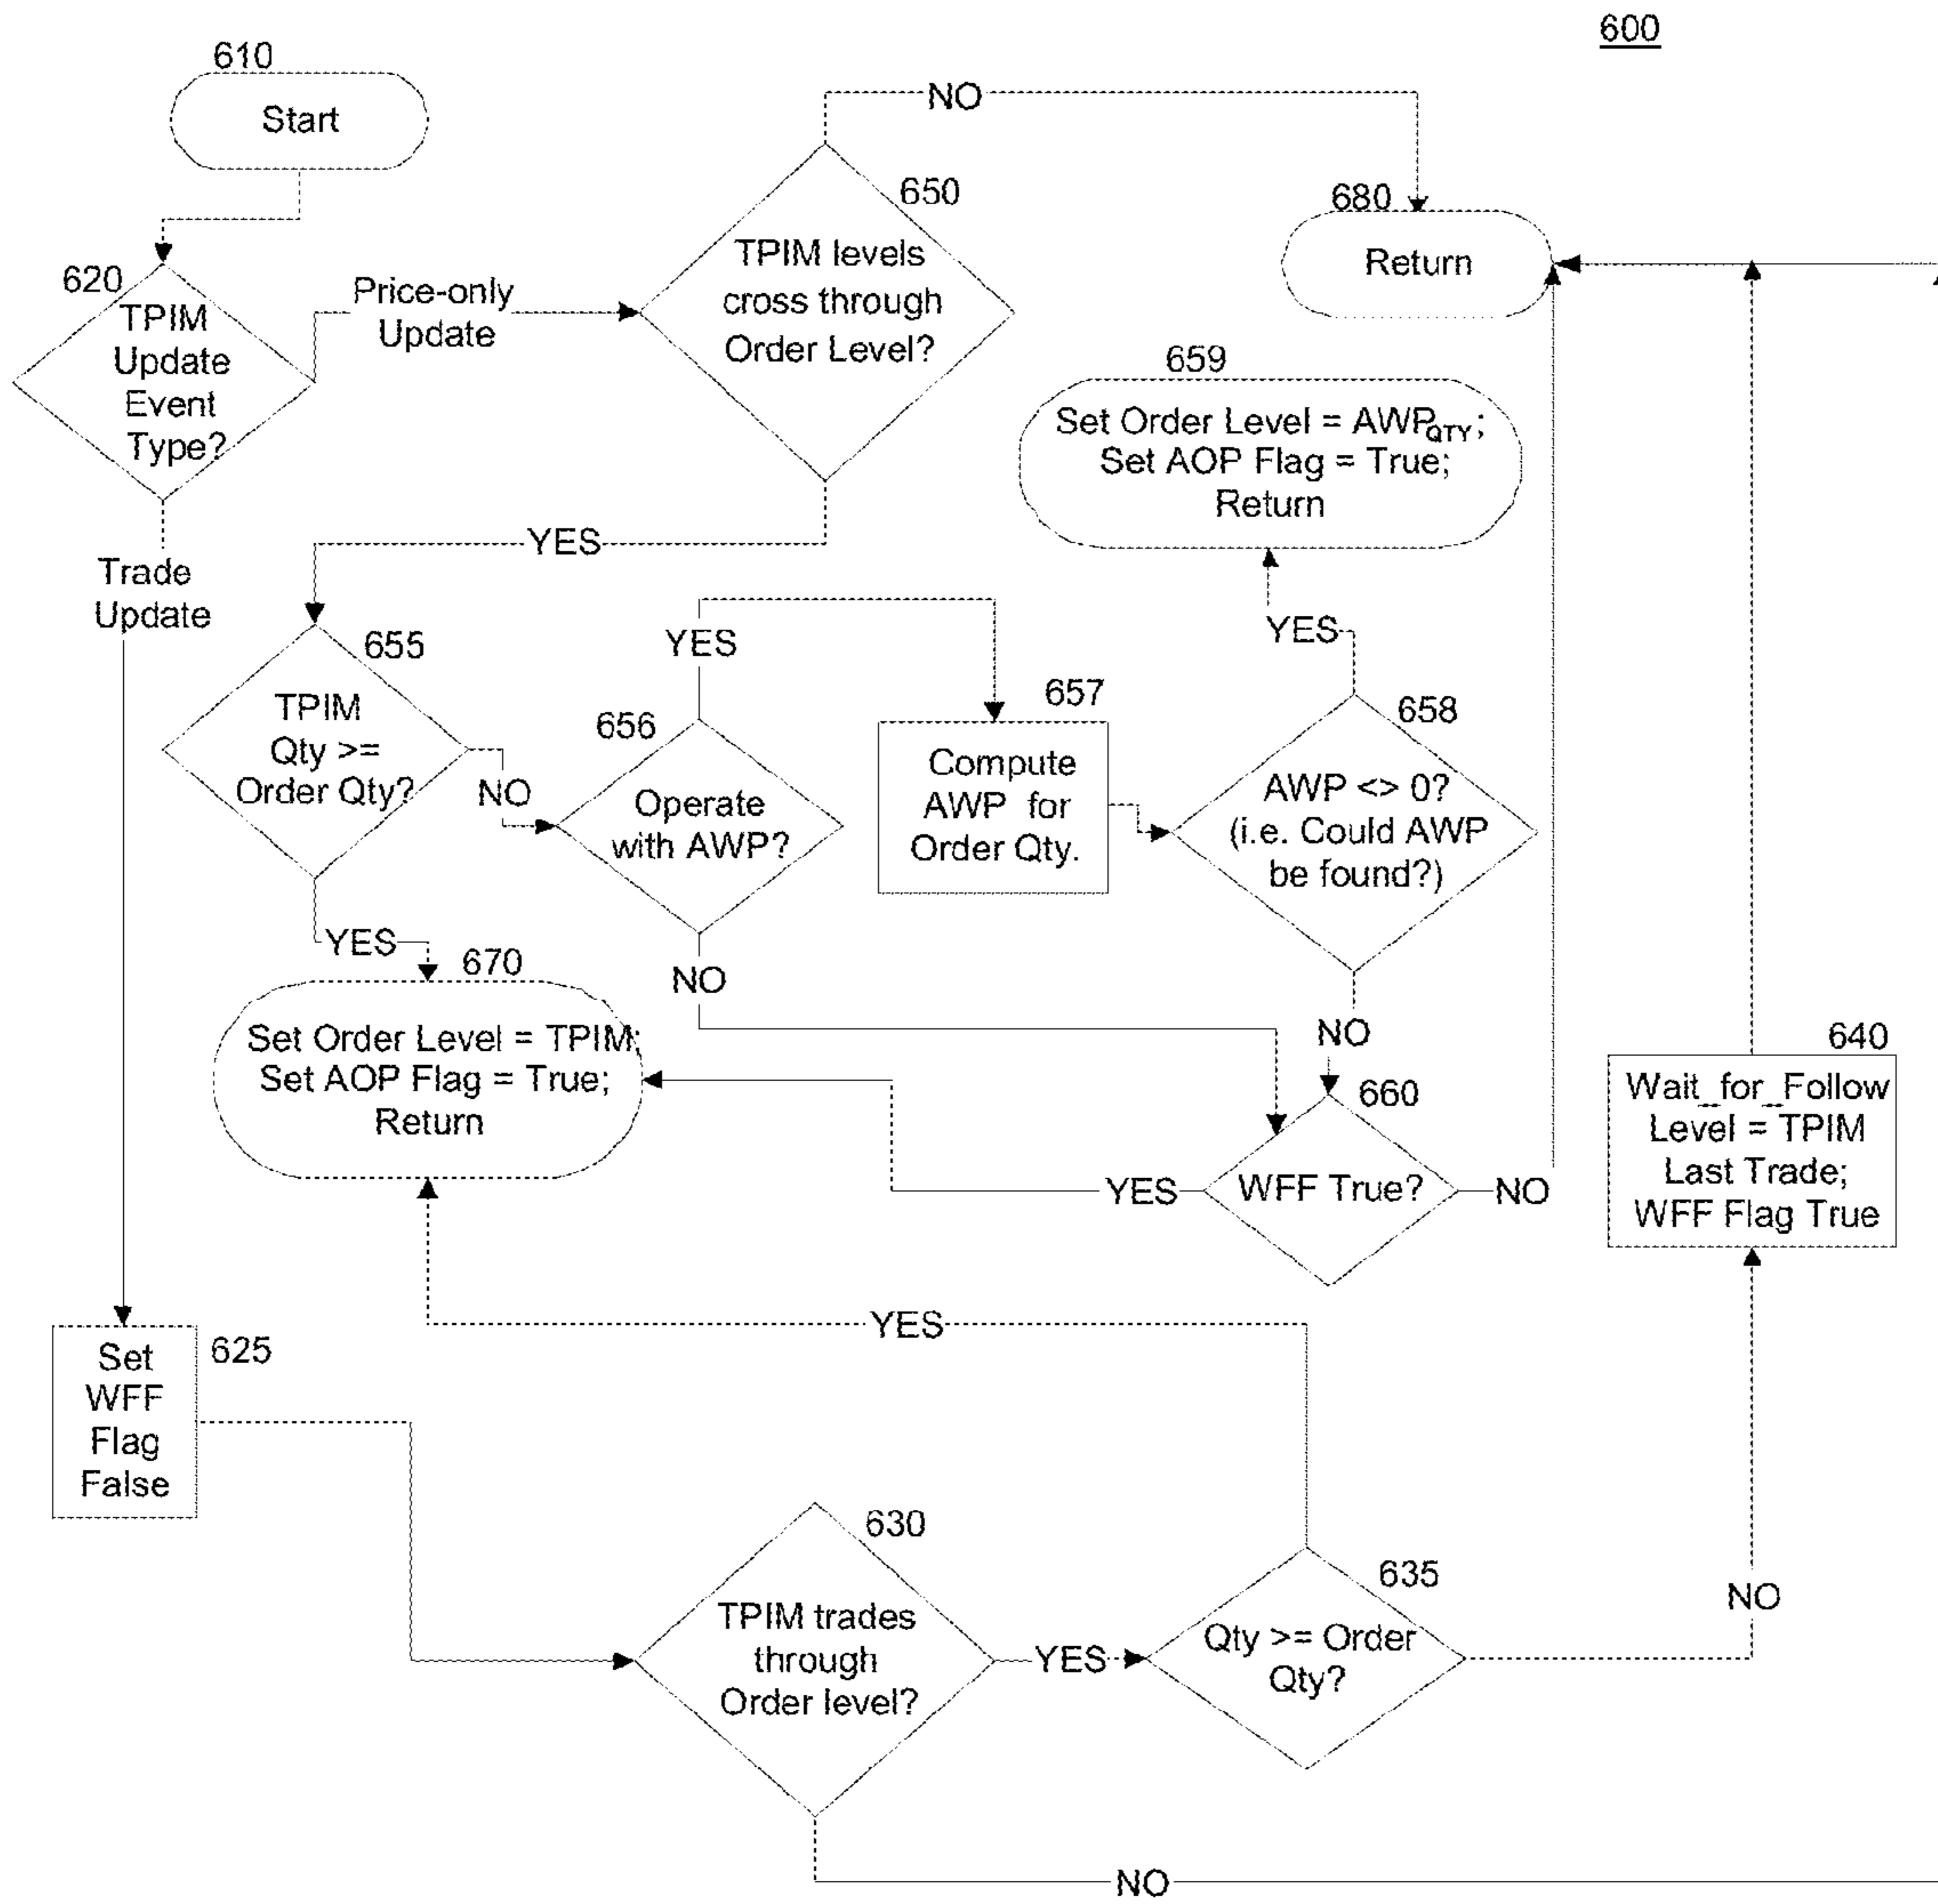 600
610
Start
NO
650
TPIM levels
cross through
Order Level?
680
Return
620
TPIM
Update
Event
Type?
Price-only
Update
659
Set Order Level = AWPQTY;
Set AOP Flag = True;
Return
YES
Trade
Update
655
TPIM
Qty >=
Order Qty?
NO
YES
656
Operate
with AWP?
YES
657
Compute
AWP for
Order Qty.
658
AWP <> 0?
(i.e. Could AWP
be found?)
YES
NO
NO
670
Set Order Level = TPIM;
Set AOP Flag = True;
Return
660
WFF True?
YES
NO
640
Wait_for_Follow
Level = TPIM
Last Trade;
WFF Flag True
YES
625
Set
WFF
Flag
False
630
TPIM trades
through
Order level?
YES
635
Qty >= Order
Qty?
NO
NO